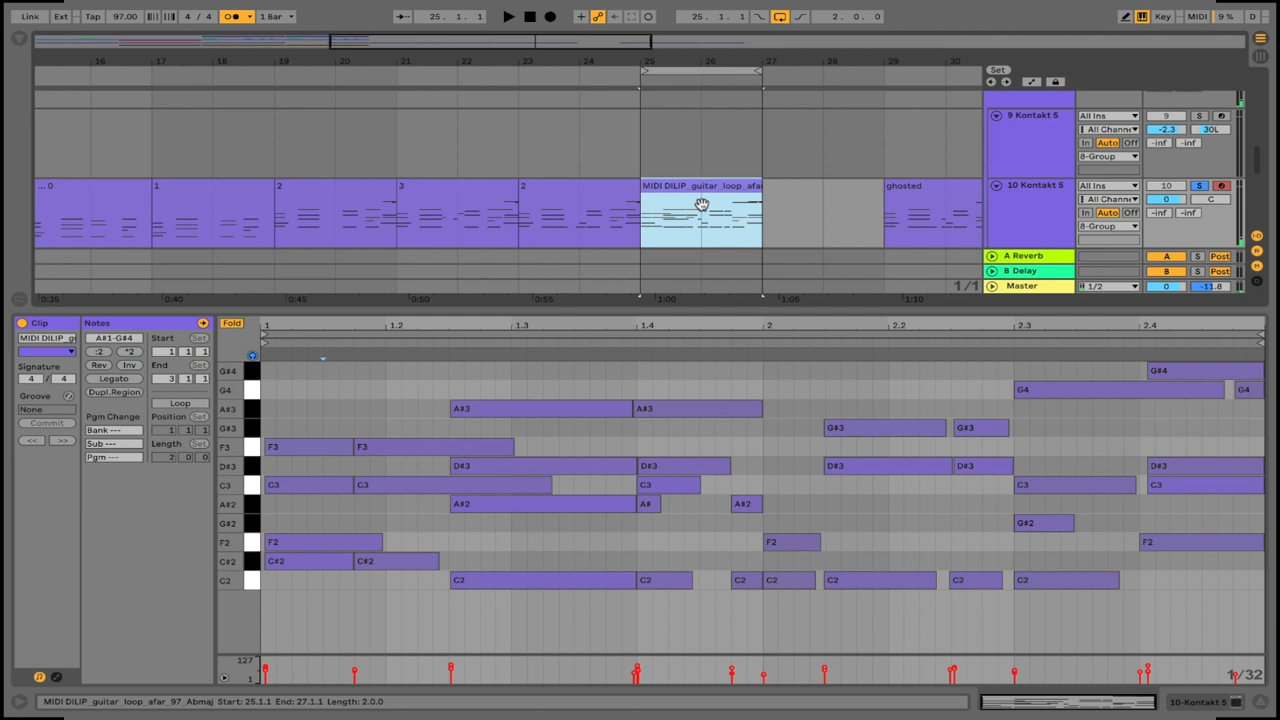 Link Ext Tap 97.00 4 / 4 1 Bar 25. 1. 1 25. 1. 1 2. 0. 0 Key MIDI 9 % D
16 17 18 19 20 21 22 23 24 25 26 27 28 29 30 Set
9 Kontakt 5 All Ins 9 S
All Channe -2.3 30L
In Auto Off -inf -inf
8-Group
...0 1 2 3 2 MIDI DILIP_guitar_loop_afar ghosted 10 Kontakt 5 All Ins 10 S
All Channe 0 C
In Auto Off -inf -inf
8-Group
A Reverb A S Post
B Delay B S Post
1/1 Master 1/2 0 -11.8
0:35 0:40 0:45 0:50 0:55 1:00 1:05 1:10
Clip Notes Fold 1 1.2 1.3 1.4 2 2.2 2.3 2.4
MIDI DILIP_gu A#1-G#4 Start Set
:2 *2 1 1 1
Signature Rev Inv End Set
4 / 4 Legato 3 1 1
Groove Dupl.Region
None Loop
Commit Pgm Change Position Set
<< >> Bank --- 1 1 1
Sub --- Length Set
Pgm --- 2 0 0
G#4 G#4
G4 G4 G4
A#3 A#3 A#3
G#3 G#3 G#3
F3 F3 F3
D#3 D#3 D#3 D#3 D#3 D#3
C3 C3 C3 C3 C3 C3
A#2 A#2 A# A#2
G#2 G#2
F2 F2 F2 F2
C#2 C#2 C#2
C2 C2 C2 C2 C2 C2 C2 C2
127
1 1/32
MIDI DILIP_guitar_loop_afar_97_Abmaj Start: 25.1.1 End: 27.1.1 Length: 2.0.0 10-Kontakt 5